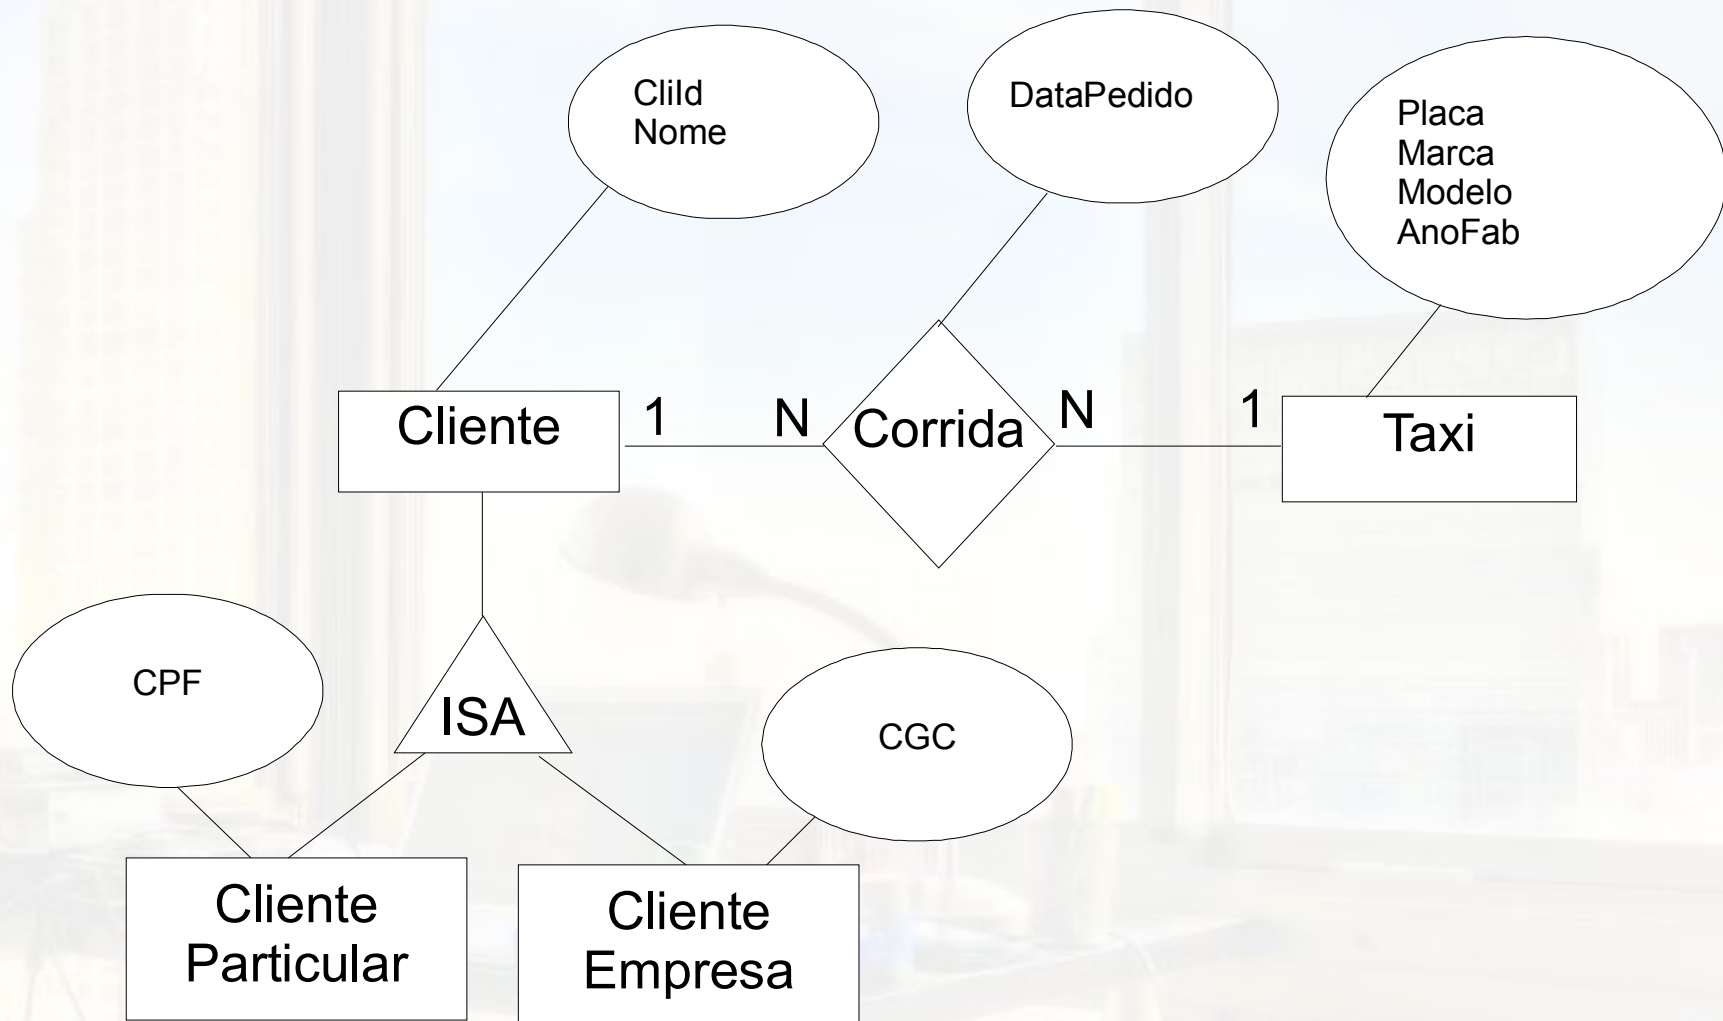 CliId
Nome
DataPedido
Placa
Marca
Modelo
AnoFab
Cliente
1
N
Corrida
N
1
Taxi
CPF
ISA
CGC
Cliente
Particular
Cliente
Empresa